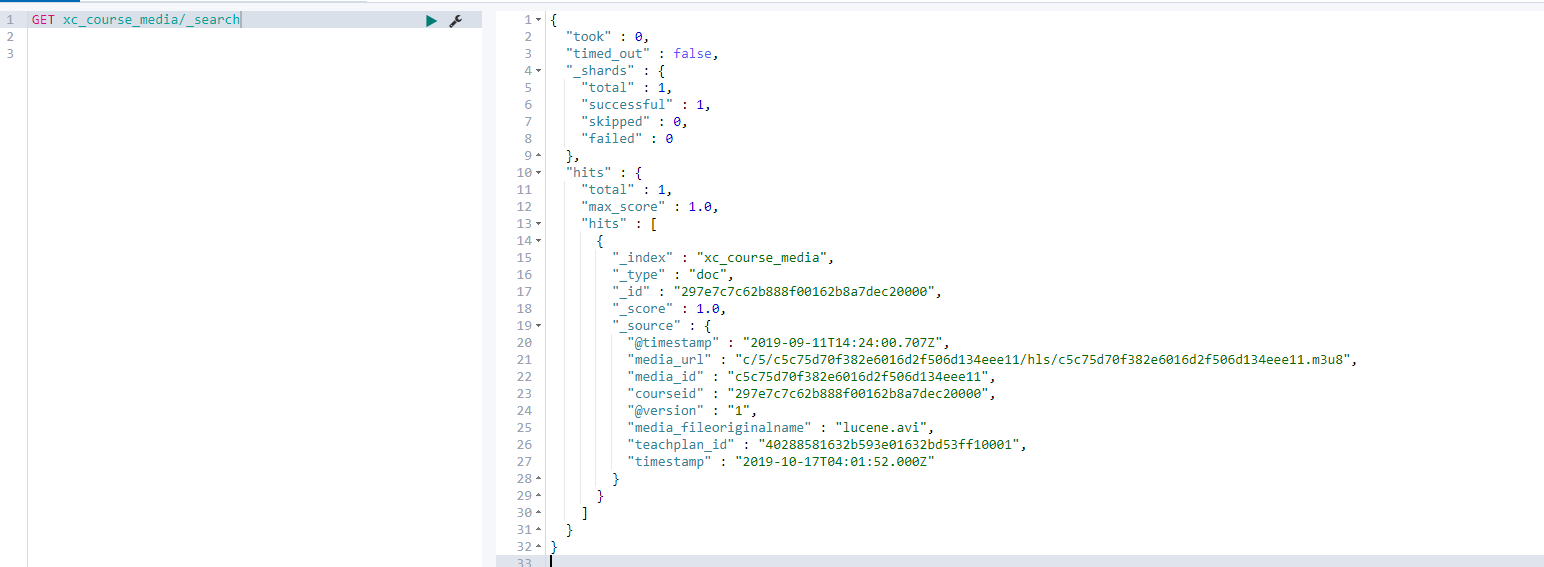 1 GET xc_course_media/_search
2
3
1 {
2 "took" : 0,
3 "timed_out" : false,
4 "_shards" : {
5 "total" : 1,
6 "successful" : 1,
7 "skipped" : 0,
8 "failed" : 0
9 },
10 "hits" : {
11 "total" : 1,
12 "max_score" : 1.0,
13 "hits" : [
14 {
15 "_index" : "xc_course_media",
16 "_type" : "doc",
17 "_id" : "297e7c7c62b888f00162b8a7dec20000",
18 "_score" : 1.0,
19 "_source" : {
20 "@timestamp" : "2019-09-11T14:24:00.707Z",
21 "media_url" : "c/5/c5c75d70f382e6016d2f506d134eee11/hls/c5c75d70f382e6016d2f506d134eee11.m3u8",
22 "media_id" : "c5c75d70f382e6016d2f506d134eee11",
23 "courseid" : "297e7c7c62b888f00162b8a7dec20000",
24 "@version" : "1",
25 "media_fileoriginalname" : "lucene.avi",
26 "teachplan_id" : "40288581632b593e01632bd53ff10001",
27 "timestamp" : "2019-10-17T04:01:52.000Z"
28 }
29 }
30 ]
31 }
32 }
33